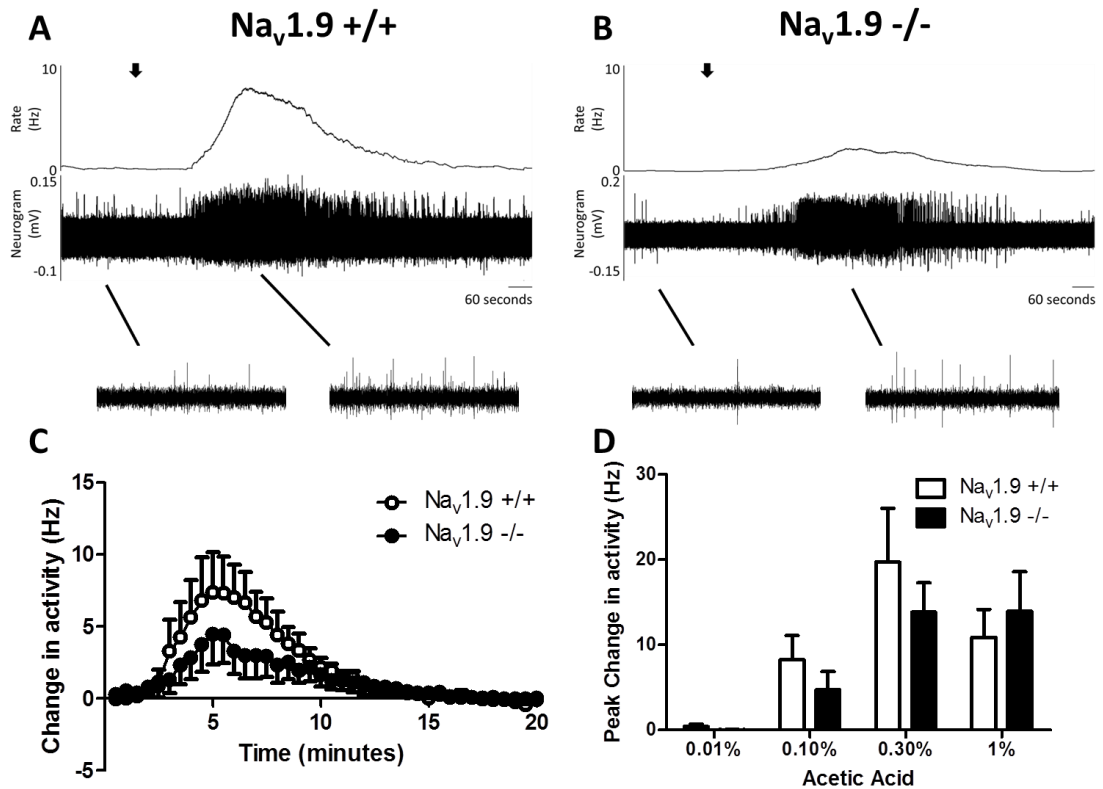 A
Nav1.9 +/+
10
Rate
(Hz)
0
0.15
Neurogram
(mV)
-0.1
60 seconds
B
Nav1.9 -/-
10
Rate
(Hz)
0
0.2
Neurogram
(mV)
-0.15
60 seconds
C
Change in activity (Hz)
15
10
5
0
-5
5
10
15
20
Time (minutes)
Nav1.9 +/+
Nav1.9 -/-
D
Peak Change in activity (Hz)
30
20
10
0
Nav1.9 +/+
Nav1.9 -/-
0.01%
0.10%
0.30%
1%
Acetic Acid